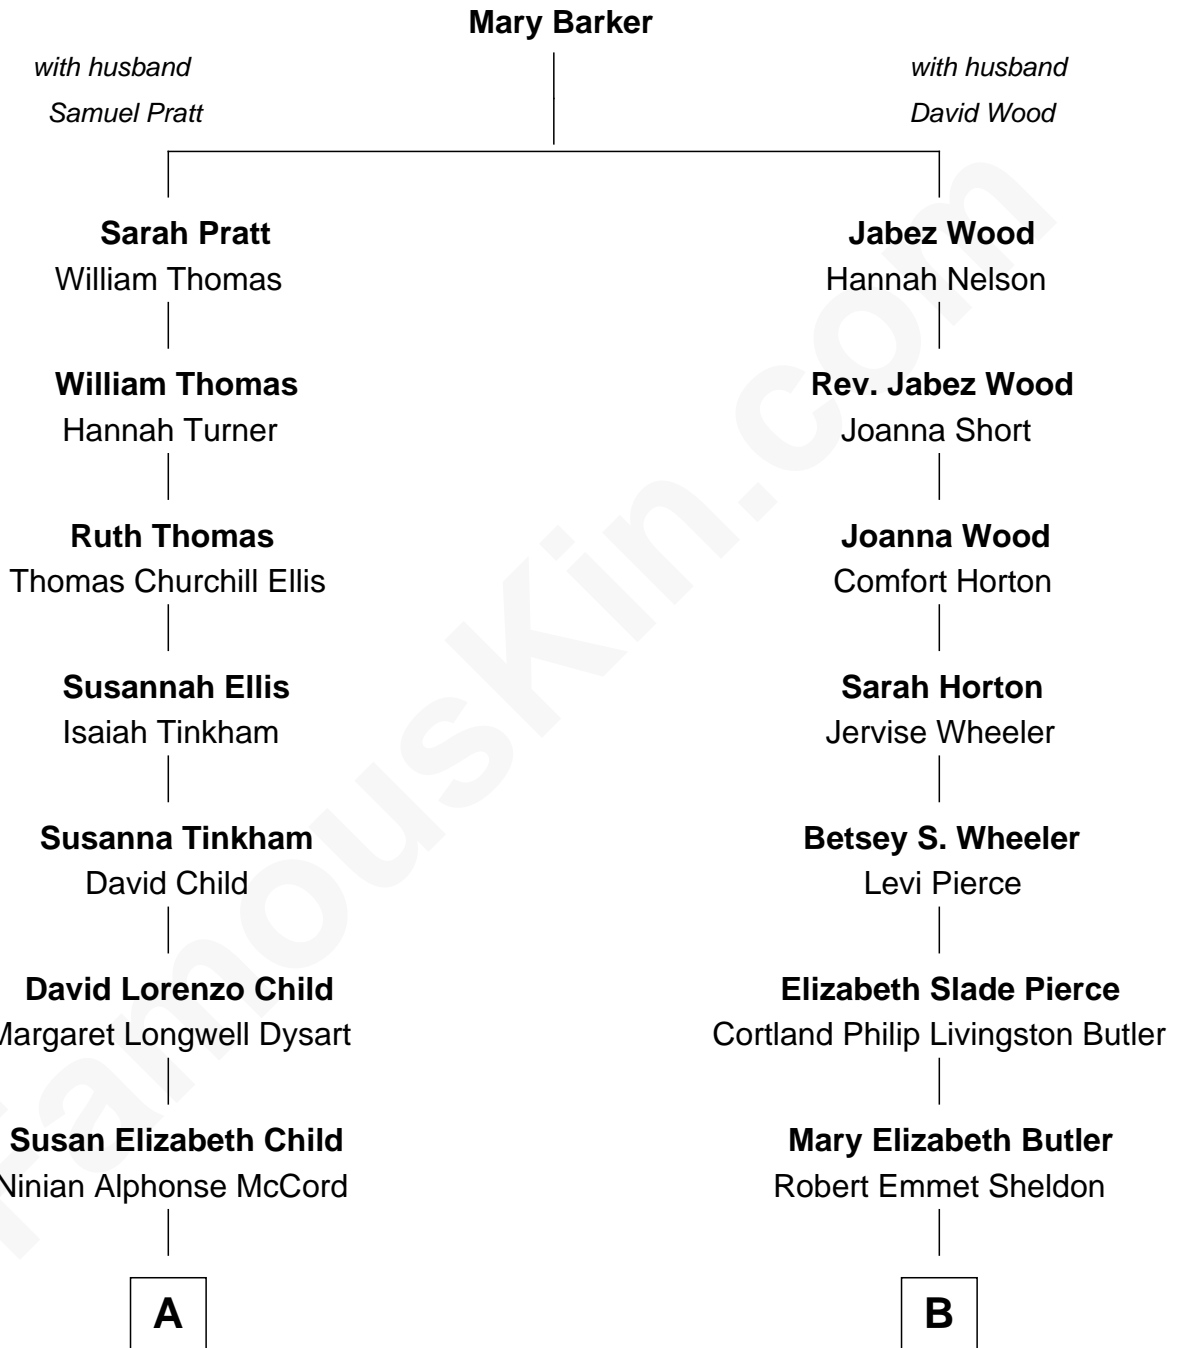 Mary Barker
with husband
Samuel Pratt
with husband
David Wood
Sarah Pratt
William Thomas
William Thomas
Hannah Turner
Ruth Thomas
Thomas Churchill Ellis
Susannah Ellis
Isaiah Tinkham
Susanna Tinkham
David Child
David Lorenzo Child
Margaret Longwell Dysart
Susan Elizabeth Child
Ninian Alphonse McCord
A
Jabez Wood
Hannah Nelson
Rev. Jabez Wood
Joanna Short
Joanna Wood
Comfort Horton
Sarah Horton
Jervise Wheeler
Betsey S. Wheeler
Levi Pierce
Elizabeth Slade Pierce
Cortland Philip Livingston Butler
Mary Elizabeth Butler
Robert Emmet Sheldon
B
FamousKin.com